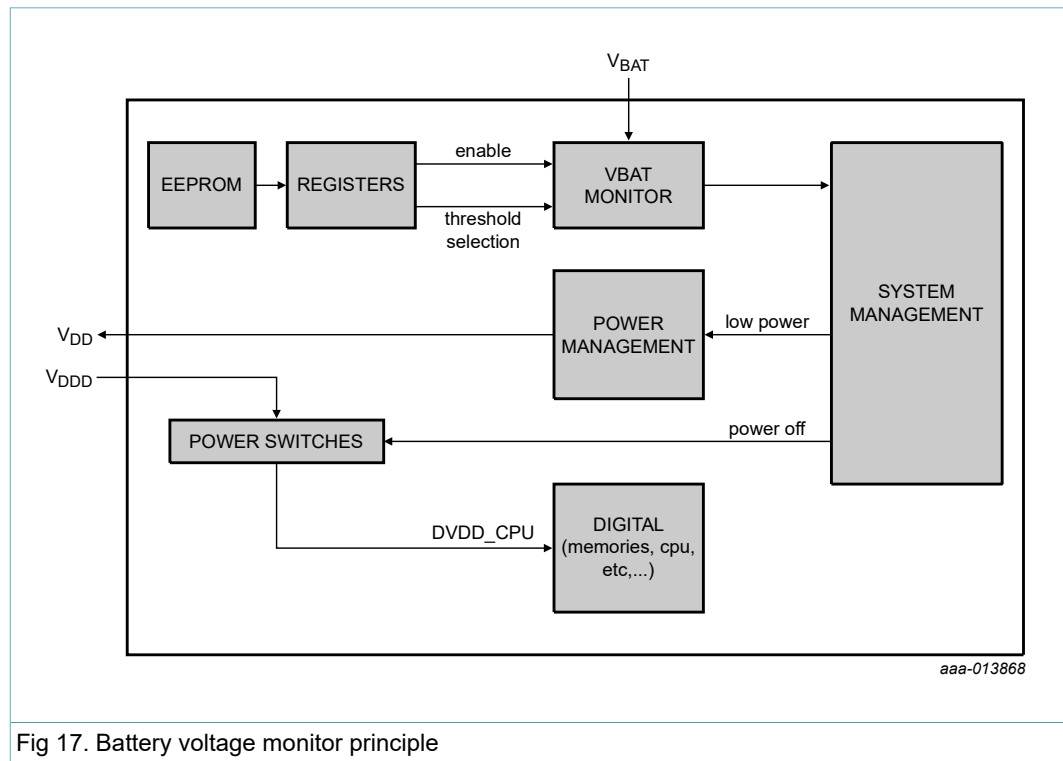 VBAT
EEPROM
REGISTERS
enable
threshold
selection
VBAT
MONITOR
SYSTEM
MANAGEMENT
VDD
POWER
MANAGEMENT
low power
VDDD
POWER SWITCHES
power off
DVDD_CPU
DIGITAL
(memories, cpu,
etc,...)
aaa-013868
Fig 17. Battery voltage monitor principle